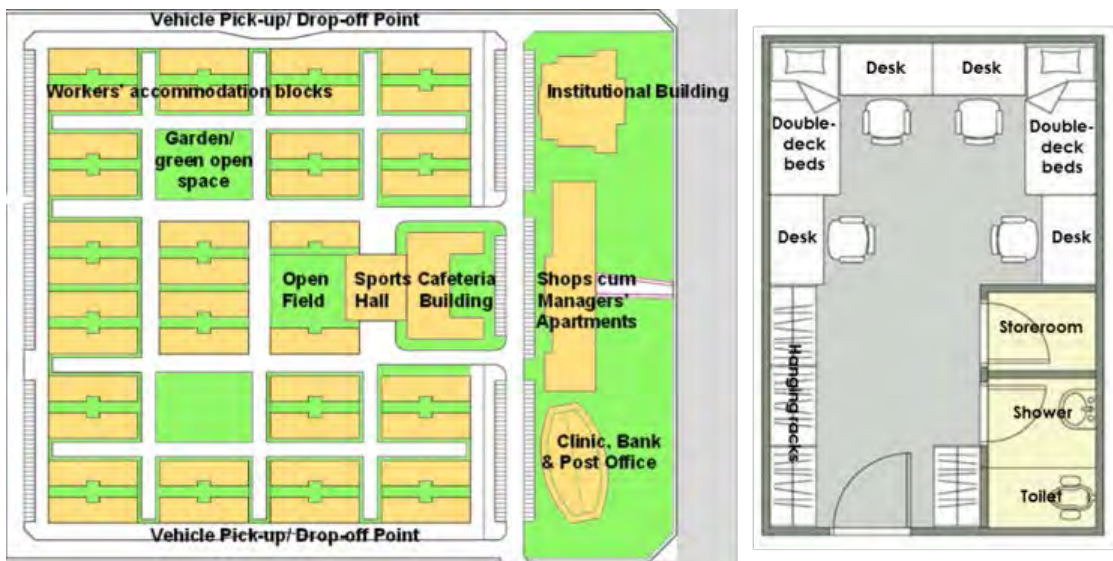 Vehicle Pick-up/ Drop-off Point
Workers' accommodation blocks
Institutional Building
Garden/
green open
space
Open
Field
Sports
Hall
Cafeteria
Building
Shops cum
Managers'
Apartments
Clinic, Bank
& Post Office
Vehicle Pick-up/ Drop-off Point
Desk
Desk
Double-
deck
beds
Double-
deck
beds
Desk
Desk
Hanging racks
Storeroom
Shower
Toilet